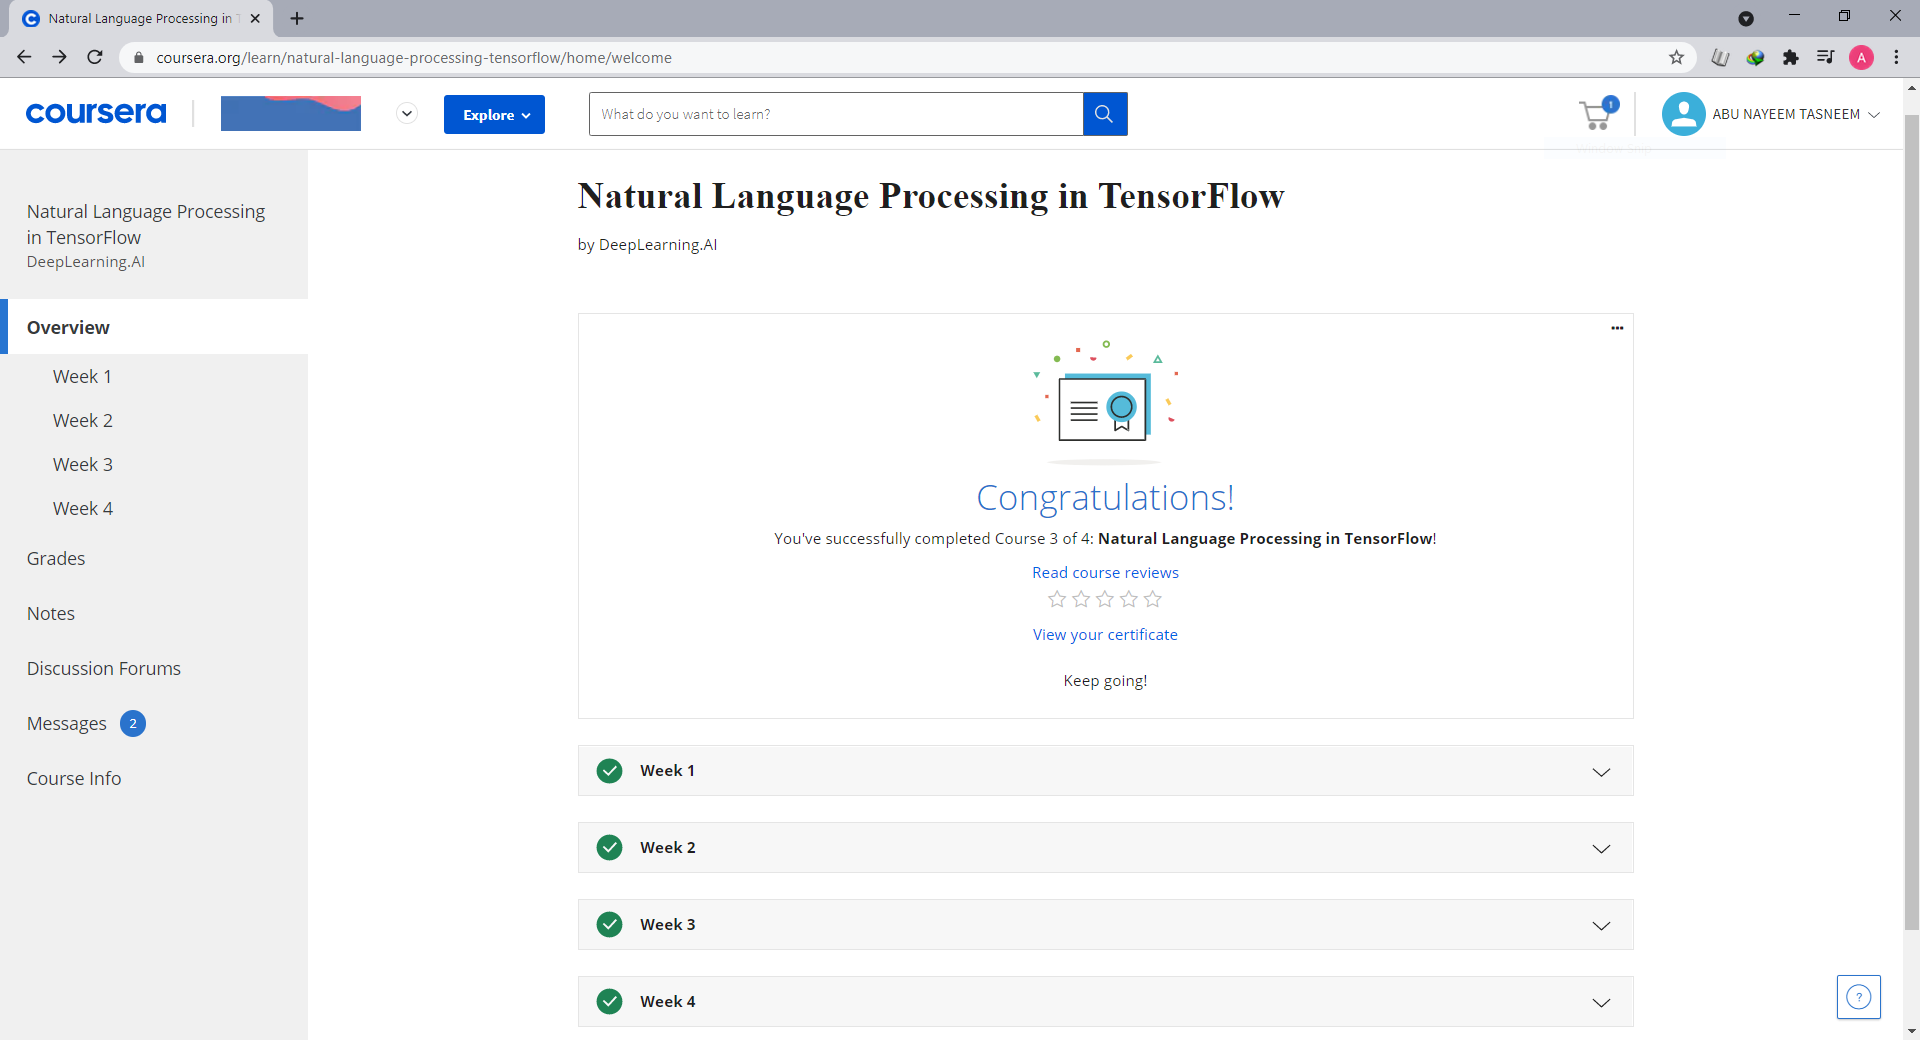 Natural Language Processing in T
coursera.org/learn/natural-language-processing-tensorflow/home/welcome
A
coursera
Explore
What do you want to learn?
1
ABU NAYEEM TASNEEM
Natural Language Processing
in TensorFlow
DeepLearning.AI
Overview
Week 1
Week 2
Week 3
Week 4
Grades
Notes
Discussion Forums
Messages 2
Course Info
Natural Language Processing in TensorFlow
by DeepLearning.AI
Congratulations!
You've successfully completed Course 3 of 4: Natural Language Processing in TensorFlow!
Read course reviews
View your certificate
Keep going!
Week 1
Week 2
Week 3
Week 4
?